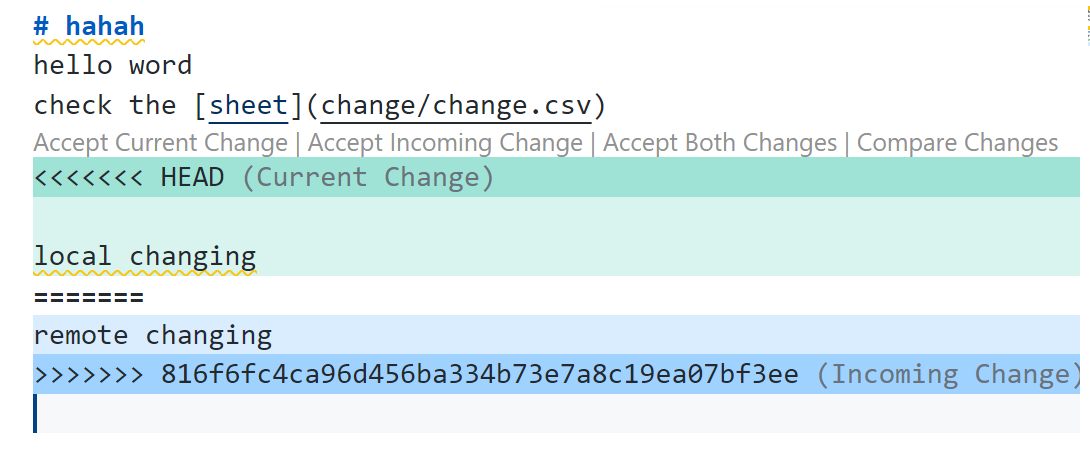 # hahah
hello word
check the [sheet](change/change.csv)
Accept Current Change | Accept Incoming Change | Accept Both Changes | Compare Changes
<<<<<<< HEAD (Current Change)
local changing
=======
remote changing
>>>>>>> 816f6fc4ca96d456ba334b73e7a8c19ea07bf3ee (Incoming Change)